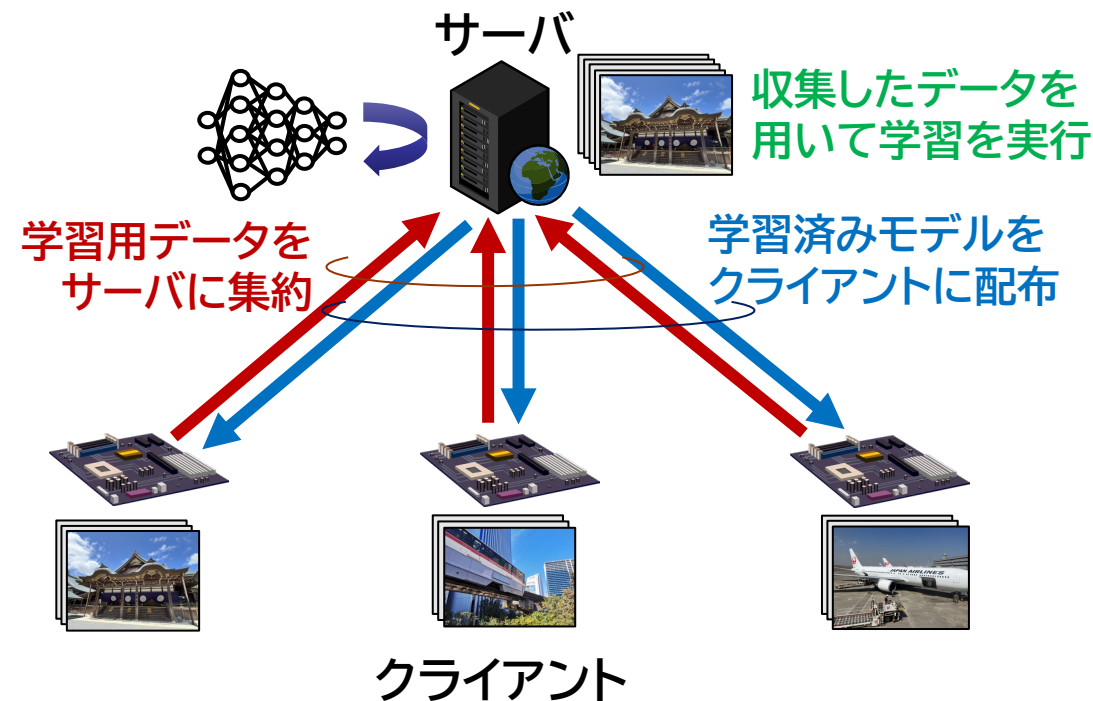 サーバ
収集したデータを
用いて学習を実行
学習用データを
サーバに集約
学習済みモデルを
クライアントに配布
JAPAN AIRLINES
クライアント